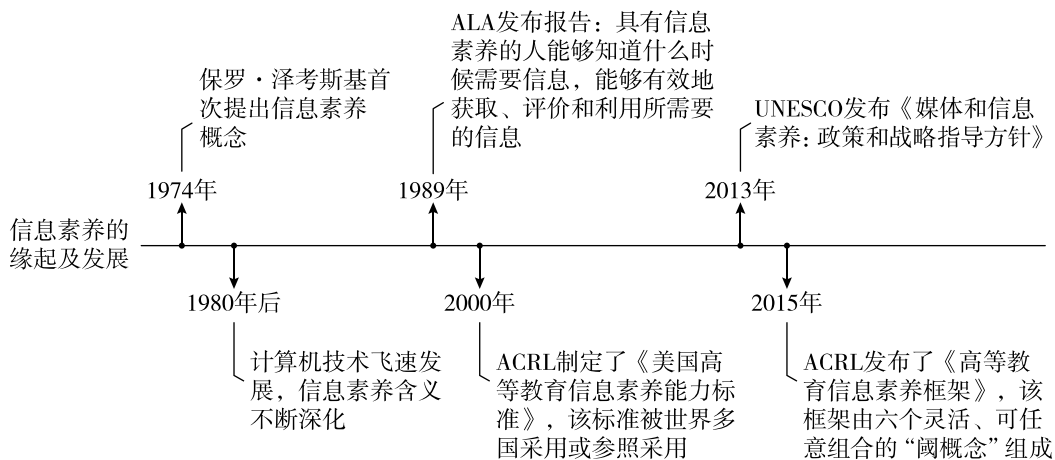 信息素养的
缘起及发展
保罗·泽考斯基首
次提出信息素养
概念
1974年
1980年后
计算机技术飞速发
展，信息素养含义
不断深化
ALA发布报告：具有信息
素养的人能够知道什么时
候需要信息，能够有效地
获取、评价和利用所需要
的信息
1989年
2000年
ACRL制定了《美国高
等教育信息素养能力标
准》，该标准被世界多
国采用或参照采用
UNESCO发布《媒体和信息
素养：政策和战略指导方针》
2013年
2015年
ACRL发布了《高等教
育信息素养框架》，该
框架由六个灵活、可任
意组合的“阈概念”组成